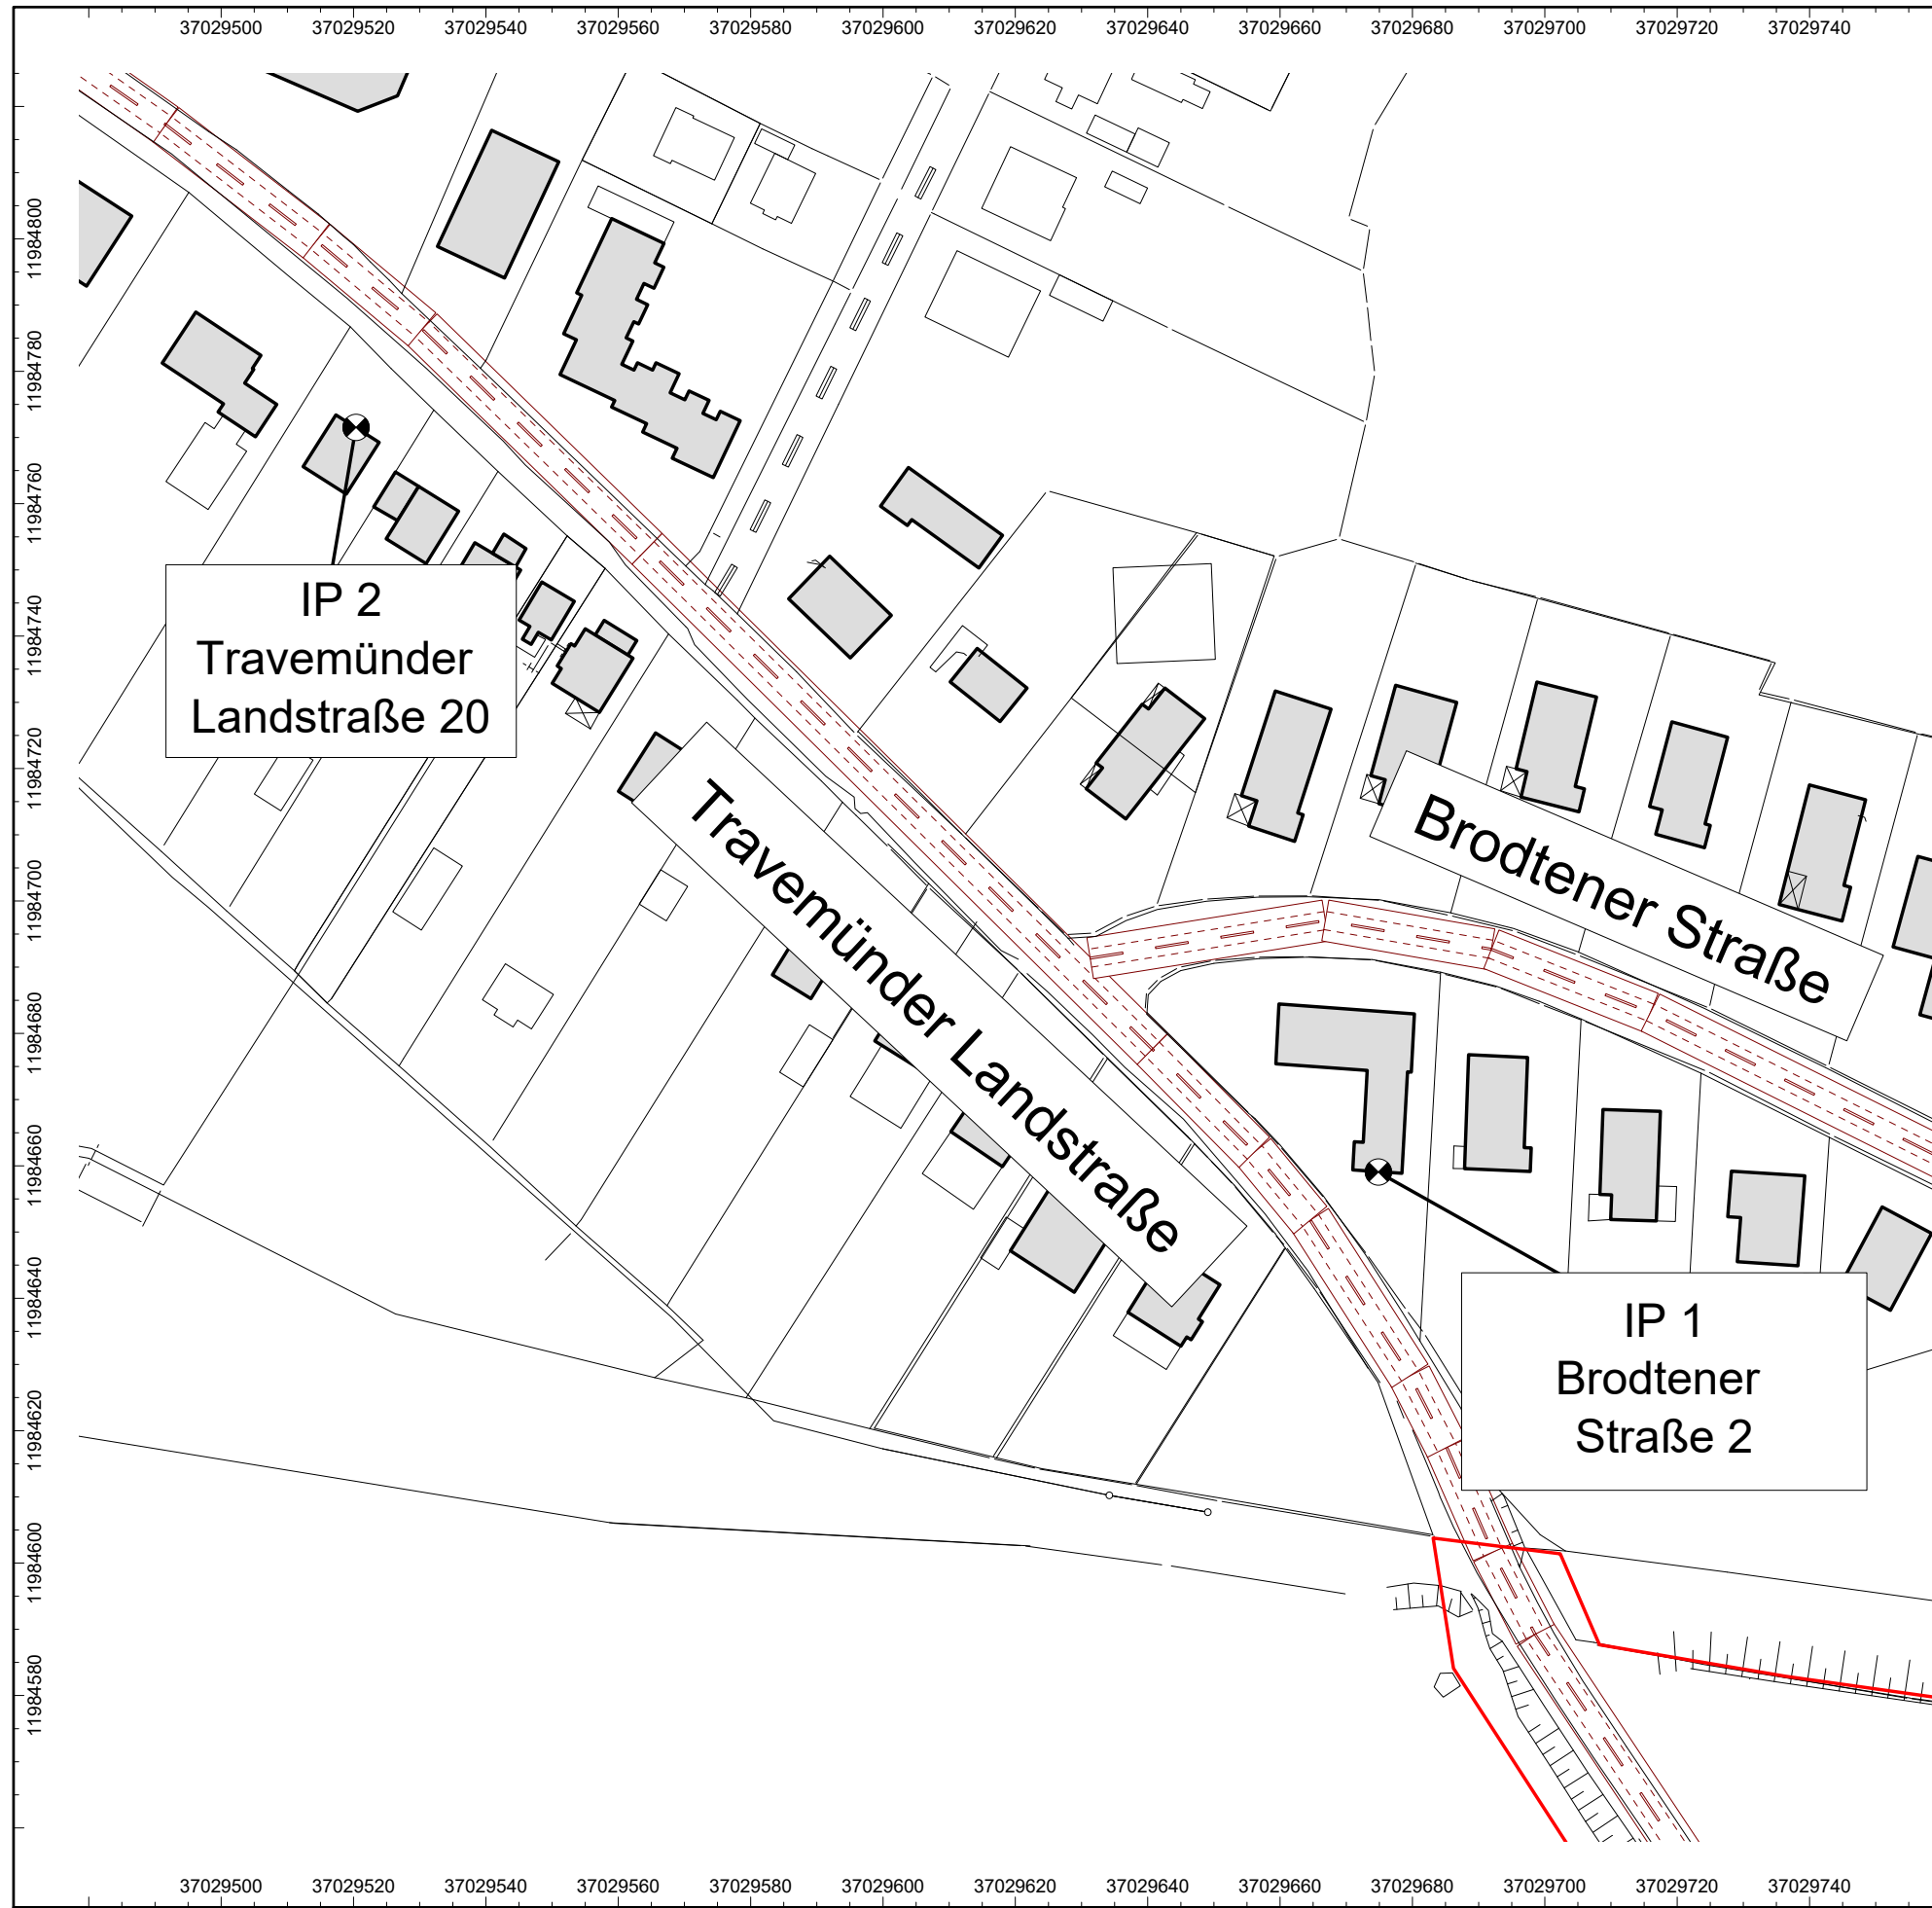 37029500 37029520 37029540 37029560 37029580 37029600 37029620 37029640 37029660 37029680 37029700 37029720 37029740
11984800
11984780
11984760
11984740
11984720
11984700
11984680
11984660
11984640
11984620
11984600
11984580
IP 2
Travemünder
Landstraße 20
Travemünder Landstraße
Brodtener Straße
IP 1
Brodtener
Straße 2
37029500 37029520 37029540 37029560 37029580 37029600 37029620 37029640 37029660 37029680 37029700 37029720 37029740